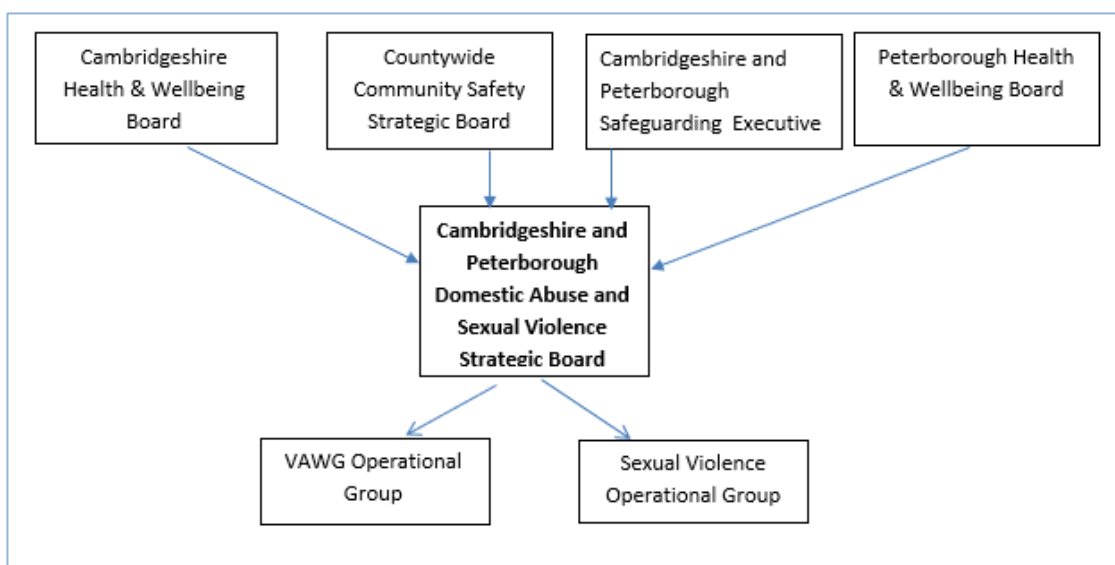 Cambridgeshire
Health & Wellbeing
Board
Countywide
Community Safety
Strategic Board
Cambridgeshire and
Peterborough
Safeguarding Executive
Peterborough Health
& Wellbeing Board
Cambridgeshire and
Peterborough
Domestic Abuse and
Sexual Violence
Strategic Board
VAWG Operational
Group
Sexual Violence
Operational Group